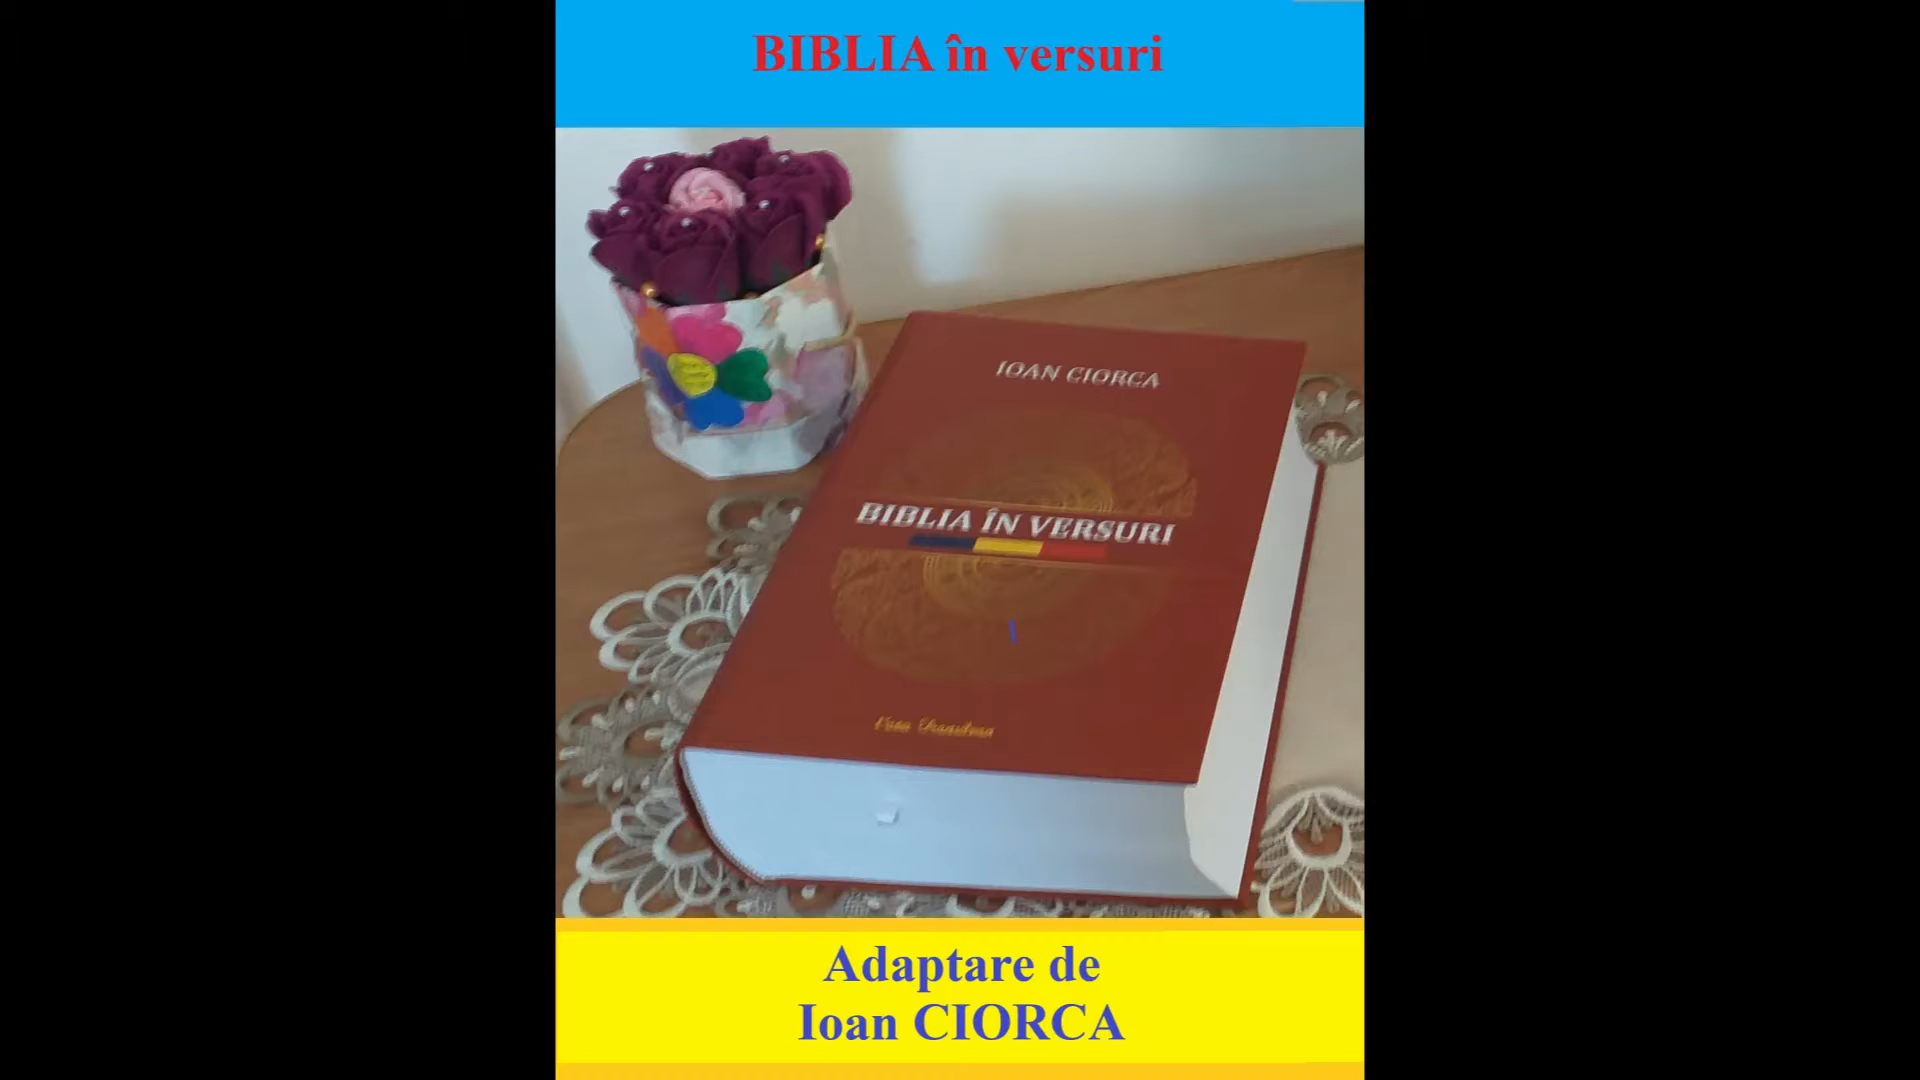 BIBLIA în versuri
IOAN CIORCA
BIBLIA ÎN VERSURI
Adaptare de
Ioan CIORCA